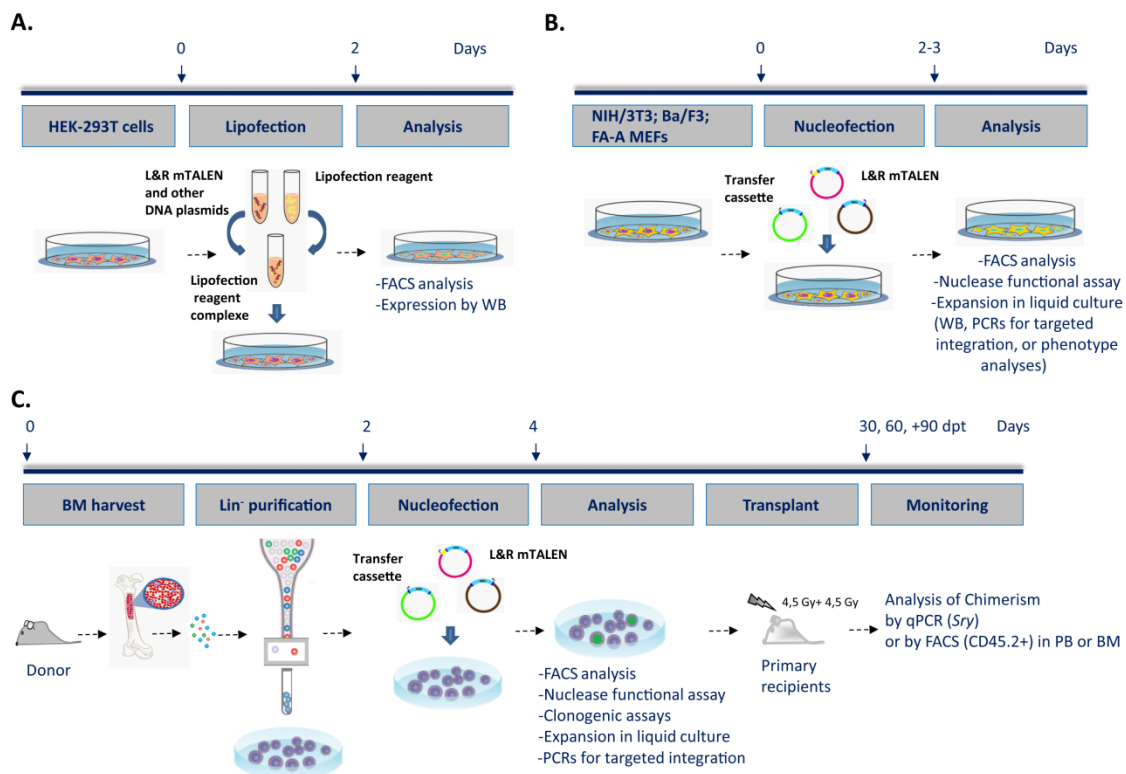 A.
0 2 Days
HEK-293T cells Lipofection Analysis
L&R mTALEN
and other
DNA plasmids
Lipofection reagent
Lipofection
reagent
complexe
-FACS analysis
-Expression by WB
B.
0 2-3 Days
NIH/3T3; Ba/F3;
FA-A MEFs
Nucleofection Analysis
Transfer
cassette
L&R mTALEN
-FACS analysis
-Nuclease functional assay
-Expansion in liquid culture
(WB, PCRs for targeted
integration, or phenotype
analyses)
C.
0 2 4 30, 60, +90 dpt Days
BM harvest Lin⁻ purification Nucleofection Analysis Transplant Monitoring
Donor
Transfer
cassette
L&R mTALEN
-FACS analysis
-Nuclease functional assay
-Clonogenic assays
-Expansion in liquid culture
-PCRs for targeted integration
4,5 Gy+ 4,5 Gy
Primary
recipients
Analysis of Chimerism
by qPCR (Sry)
or by FACS (CD45.2+) in PB or BM